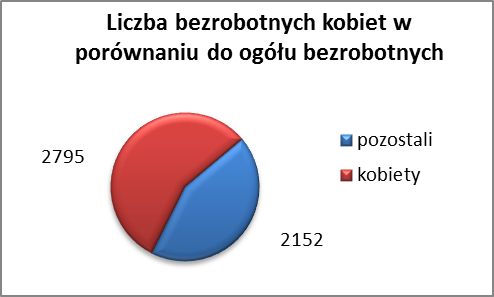 Liczba bezrobotnych kobiet w
porównaniu do ogółu bezrobotnych
2795
pozostali
kobiety
2152